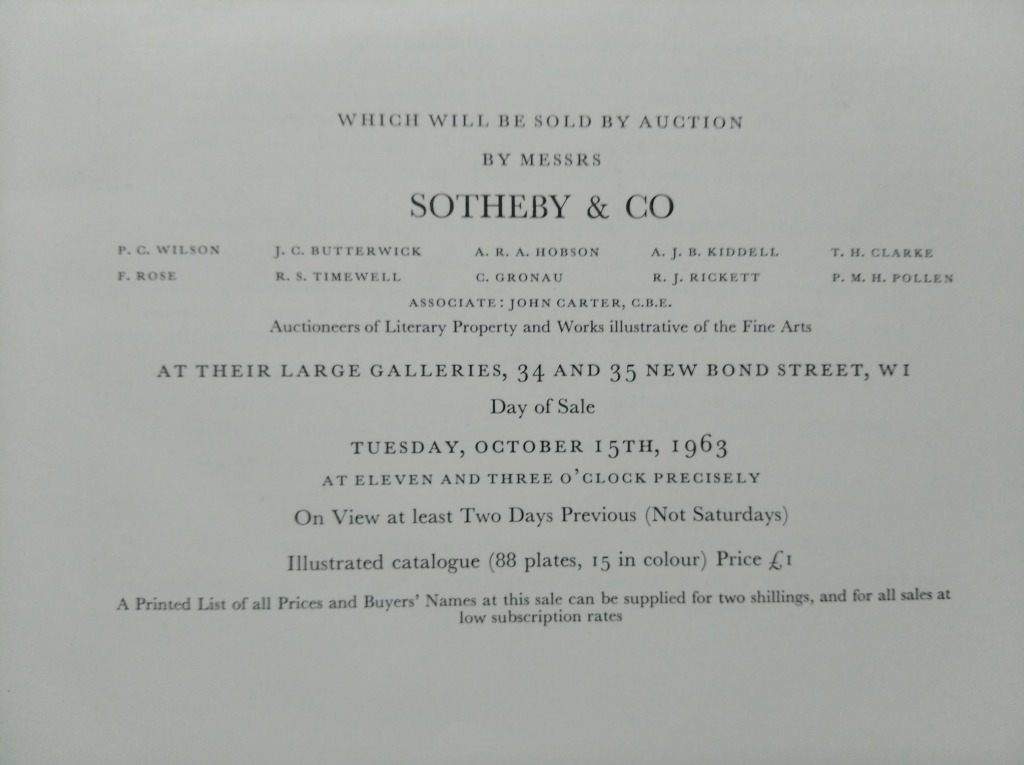 WHICH WILL BE SOLD BY AUCTION
BY MESSRS
SOTHEBY & CO
P. C. WILSON J. C. BUTTERWICK A. R. A. HOBSON A. J. B. KIDDELL T. H. CLARKE
F. ROSE R. S. TIMEWELL C. GRONAU R. J. RICKETT P. M. H. POLLEN
ASSOCIATE: JOHN CARTER, C.B.E.
Auctioneers of Literary Property and Works illustrative of the Fine Arts
AT THEIR LARGE GALLERIES, 34 AND 35 NEW BOND STREET, W1
Day of Sale
TUESDAY, OCTOBER 15TH, 1963
AT ELEVEN AND THREE O'CLOCK PRECISELY
On View at least Two Days Previous (Not Saturdays)
Illustrated catalogue (88 plates, 15 in colour) Price £1
A Printed List of all Prices and Buyers' Names at this sale can be supplied for two shillings, and for all sales at
low subscription rates